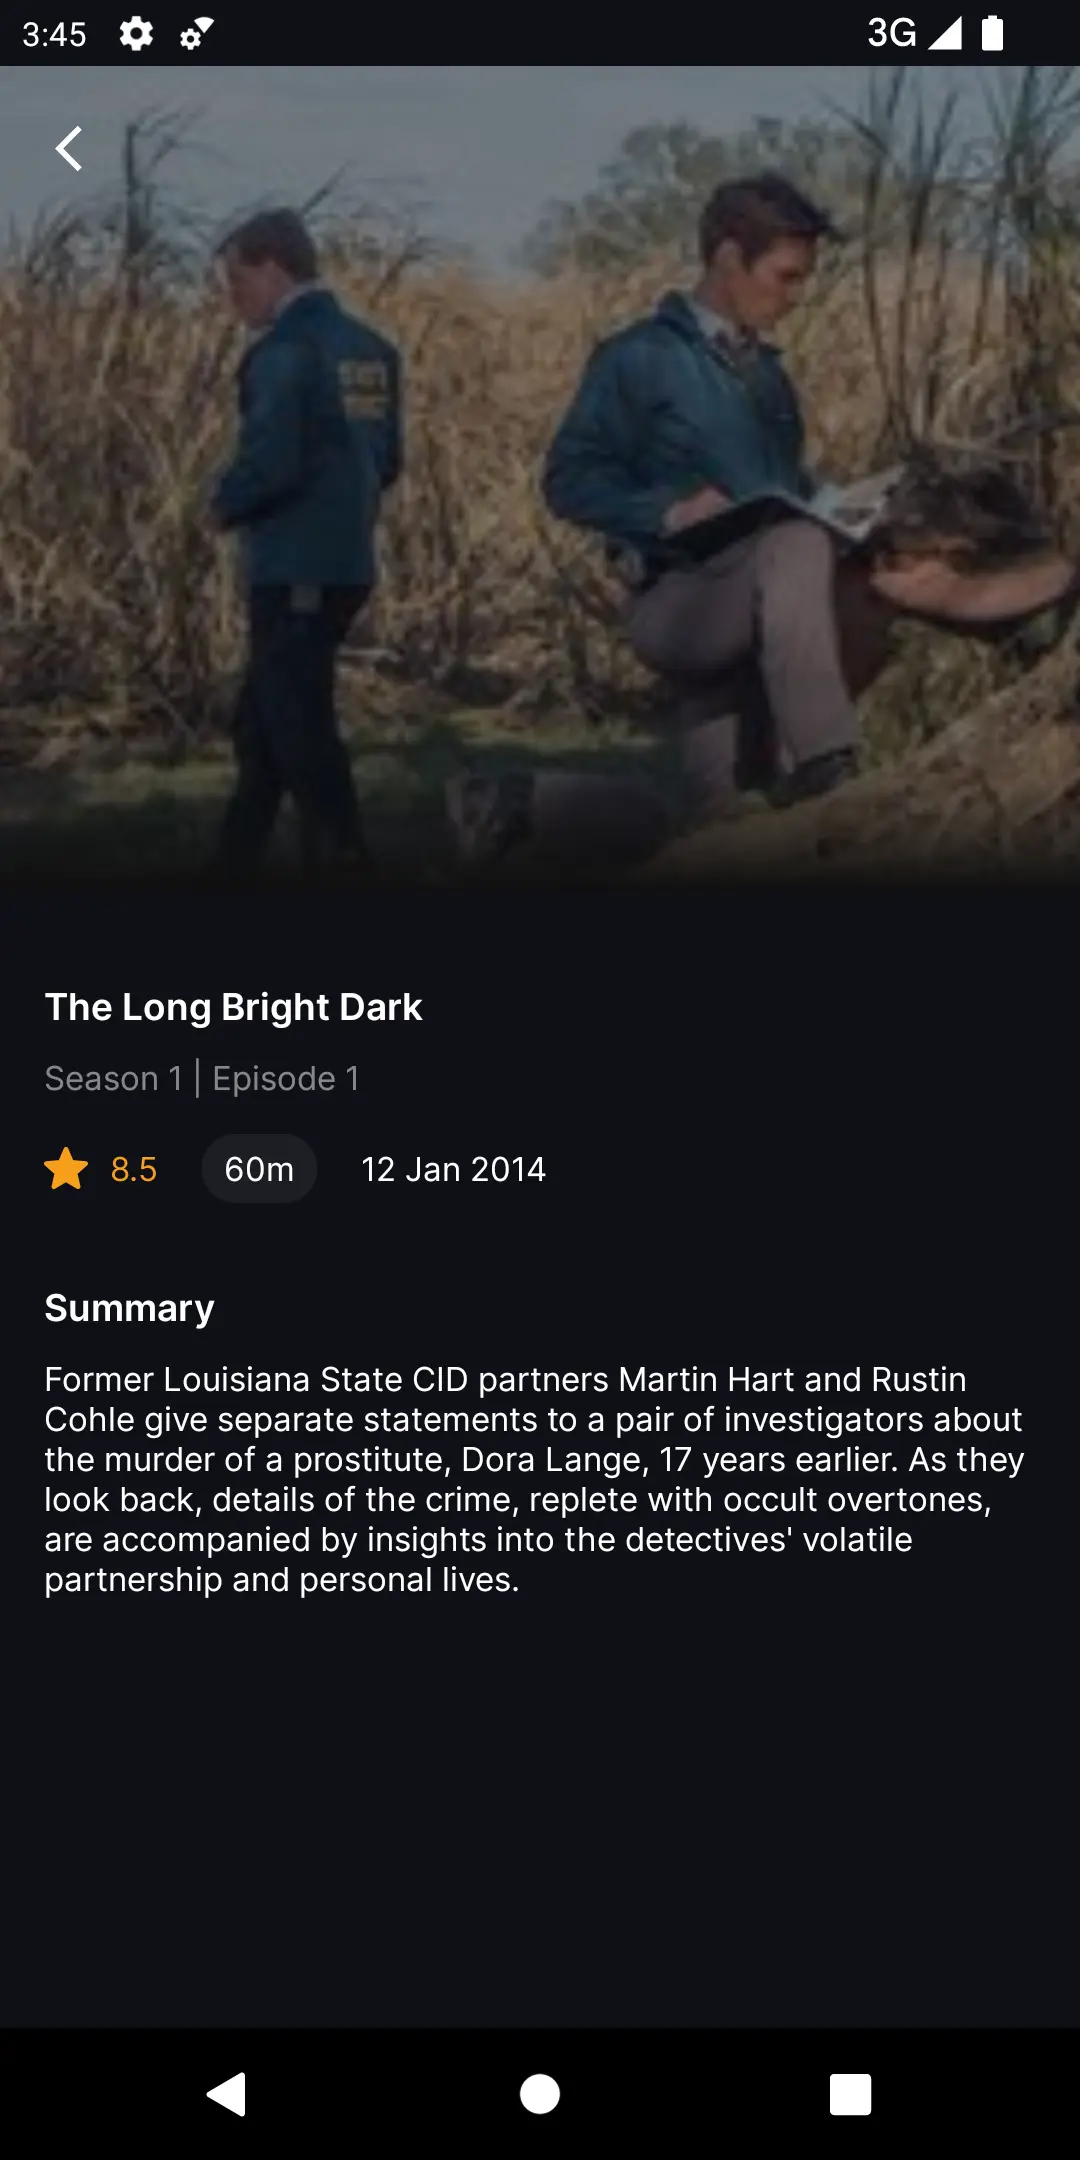 3:45
3G
The Long Bright Dark
Season 1 | Episode 1
8.5
60m
12 Jan 2014
Summary
Former Louisiana State CID partners Martin Hart and Rustin
Cohle give separate statements to a pair of investigators about
the murder of a prostitute, Dora Lange, 17 years earlier. As they
look back, details of the crime, replete with occult overtones,
are accompanied by insights into the detectives' volatile
partnership and personal lives.